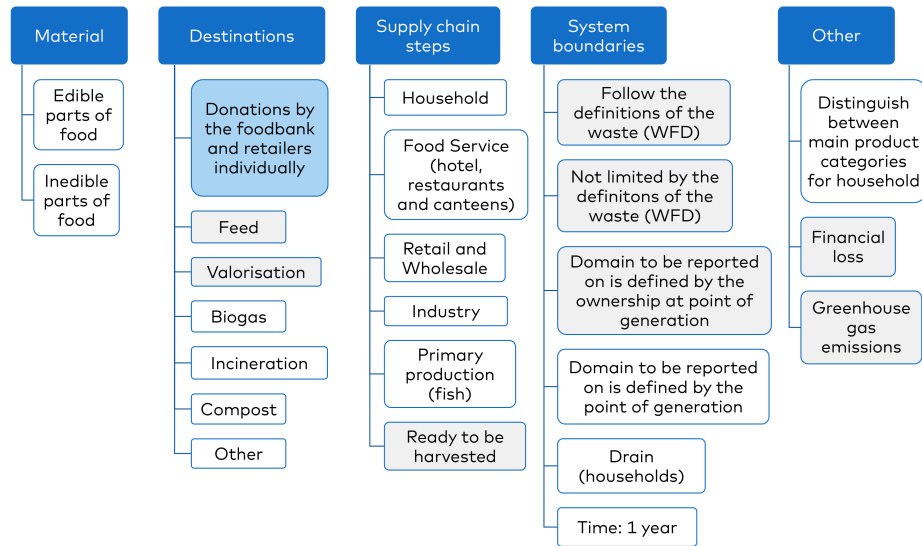 Material
Edible
parts of
food
Inedible
parts of
food
Destinations
Donations by
the foodbank
and retailers
individually
Feed
Valorisation
Biogas
Incineration
Compost
Other
Supply chain
steps
Household
Food Service
(hotel,
restaurants
and canteens)
Retail and
Wholesale
Industry
Primary
production
(fish)
Ready to be
harvested
System
boundaries
Follow the
definitions of the
waste (WFD)
Not limited by the
definitons of the
waste (WFD)
Domain to be reported
on is defined by the
ownership at point of
generation
Domain to be reported
on is defined by the
point of generation
Drain
(households)
Time: 1 year
Other
Distinguish
between
main product
categories
for household
Financial
loss
Greenhouse
gas
emissions